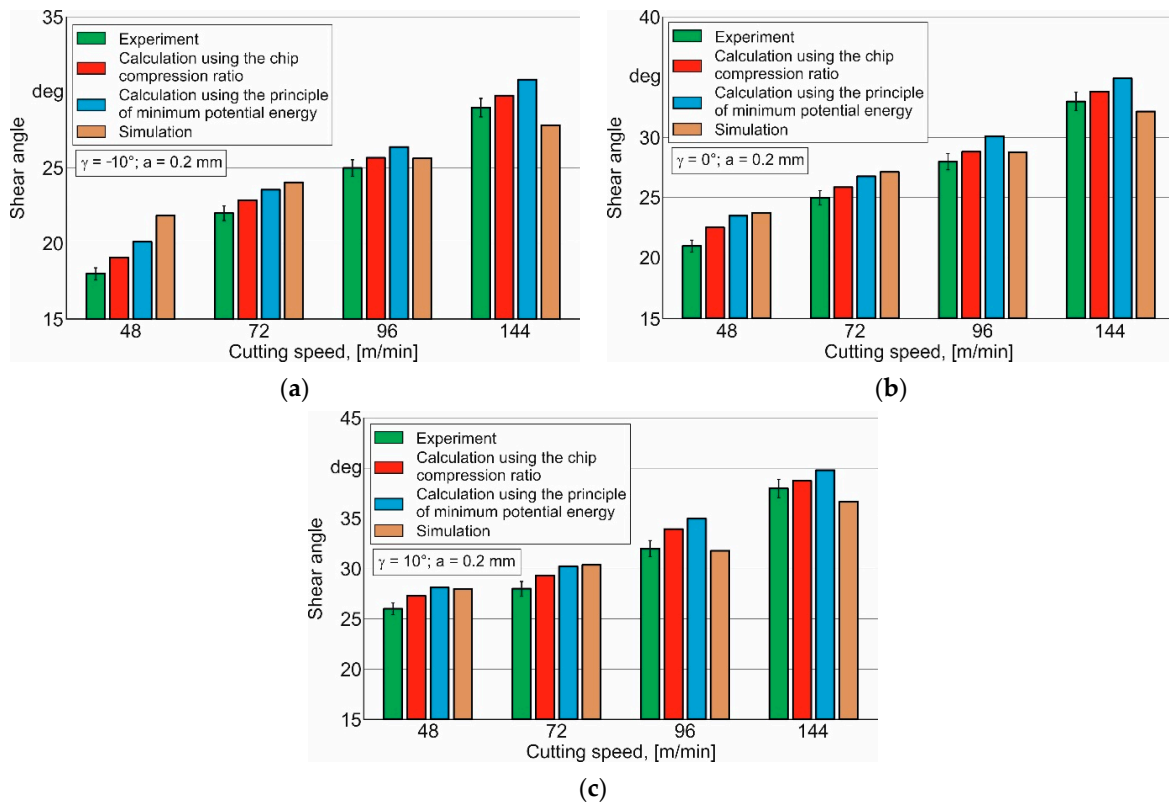 35
deg
25
20
15
Shear angle
Experiment
Calculation using the chip
compression ratio
Calculation using the principle
of minimum potential energy
Simulation
γ = -10°; a = 0.2 mm
48 72 96 144
Cutting speed, [m/min]
(a)
40
deg
30
25
20
15
Shear angle
Experiment
Calculation using the chip
compression ratio
Calculation using the principle
of minimum potential energy
Simulation
γ = 0°; a = 0.2 mm
48 72 96 144
Cutting speed, [m/min]
(b)
45
deg
35
30
25
20
15
Shear angle
Experiment
Calculation using the chip
compression ratio
Calculation using the principle
of minimum potential energy
Simulation
γ = 10°; a = 0.2 mm
48 72 96 144
Cutting speed, [m/min]
(c)